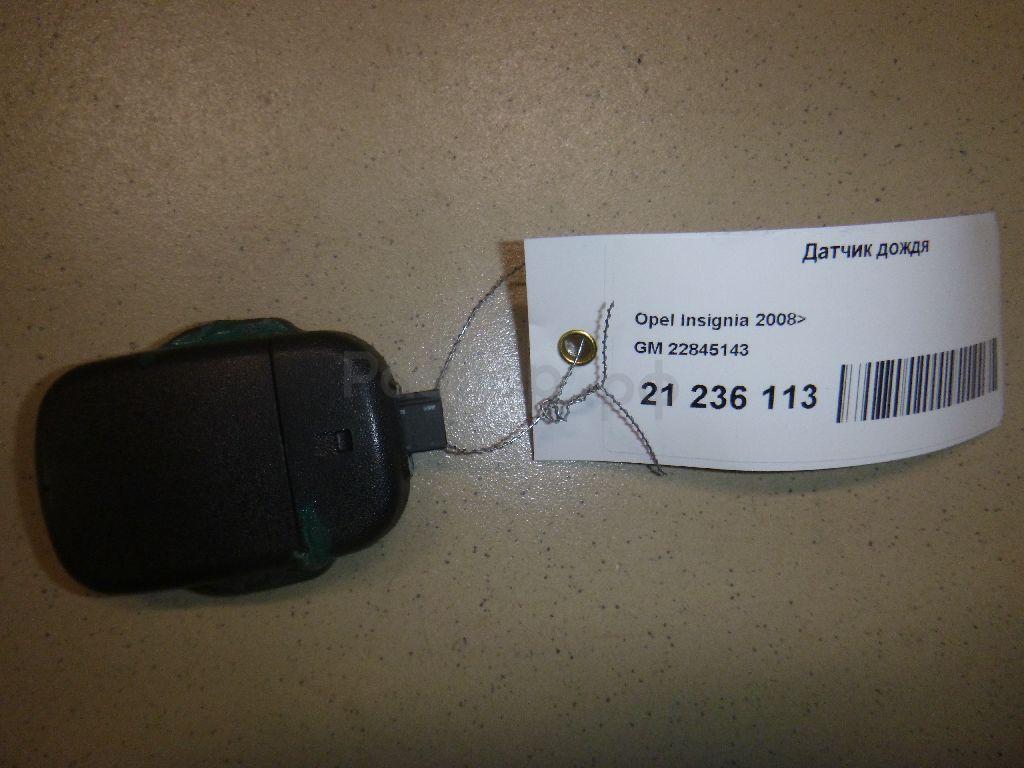 Датчик дождя
Opel Insignia 2008>
GM 22845143
21 236 113